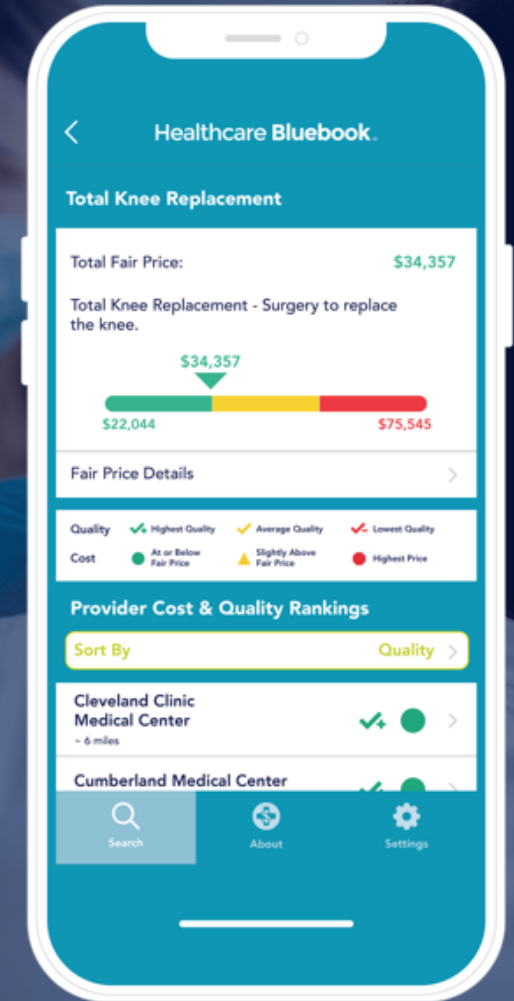 Healthcare Bluebook™
Total Knee Replacement
Total Fair Price: $34,357
Total Knee Replacement - Surgery to replace
the knee.
$34,357
$22,044 $75,545
Fair Price Details
Quality Highest Quality Average Quality Lowest Quality
Cost At or Below Fair Price Slightly Above Fair Price Highest Price
Provider Cost & Quality Rankings
Sort By Quality
Cleveland Clinic
Medical Center
~ 6 miles
Cumberland Medical Center
Search About Settings